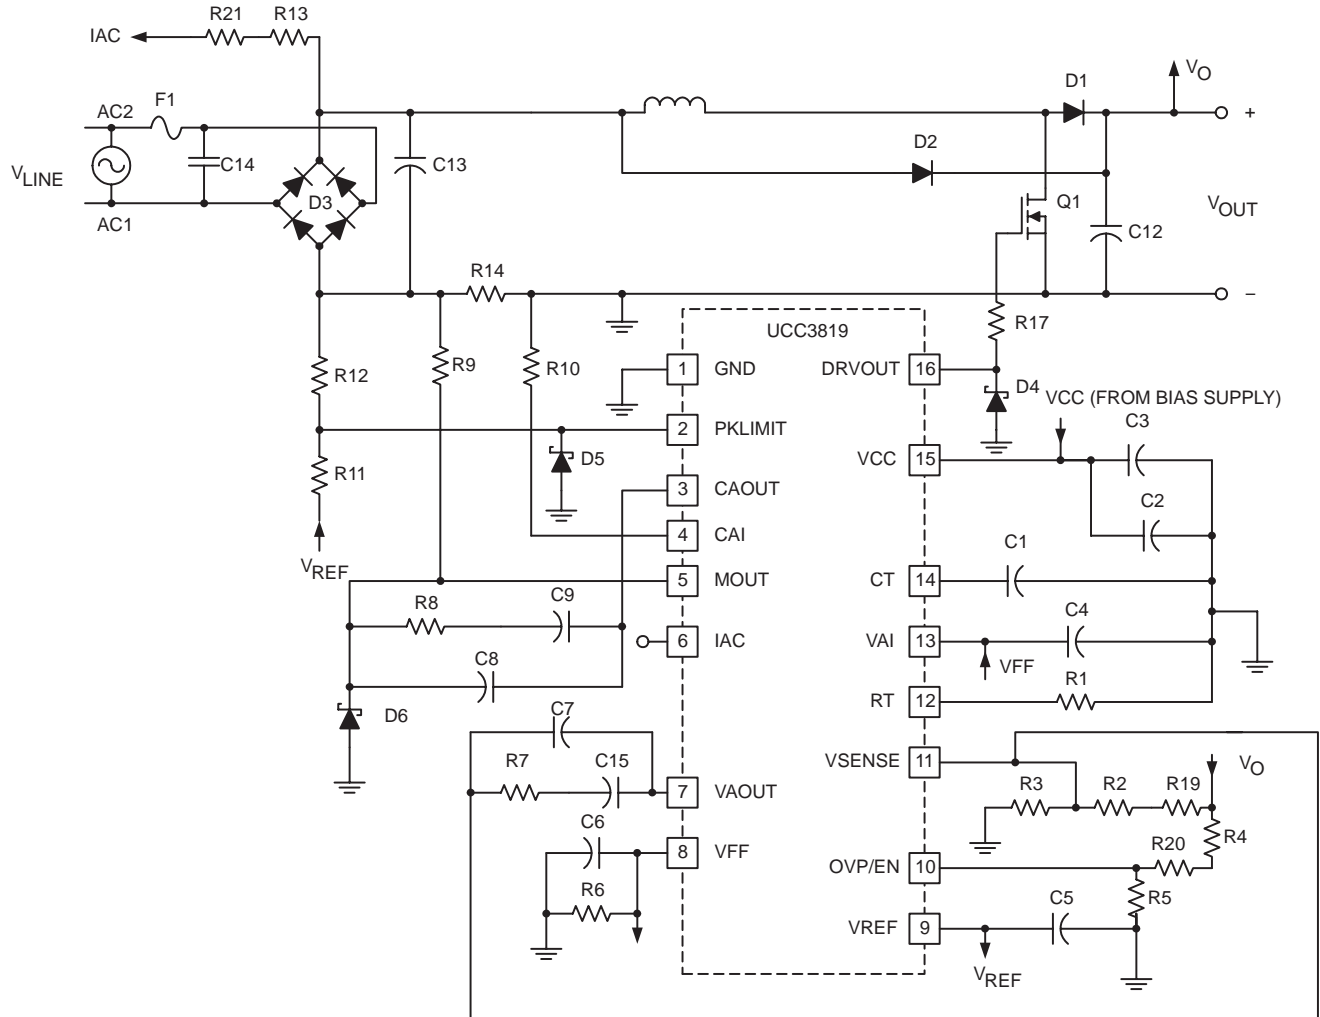 R21 R13
IAC
D1
VO
AC2 F1
+
D2
C14
C13
VLINE
D3
Q1
VOUT
AC1
C12
R14
−
UCC3819
R17
R12
R9
R10
1 GND
DRVOUT 16
D4
VCC (FROM BIAS SUPPLY)
C3
2 PKLIMIT
D5
VCC 15
R11
3 CAOUT
C2
4 CAI
C1
VREF
5 MOUT
CT 14
C9
R8
C4
6 IAC
VAI 13
C8
VFF
R1
RT 12
C7
D6
R7 C15
VSENSE 11
VO
R3 R2 R19
7 VAOUT
C6
R4
R20
8 VFF
OVP/EN 10
R6
C5
R5
VREF 9
VREF